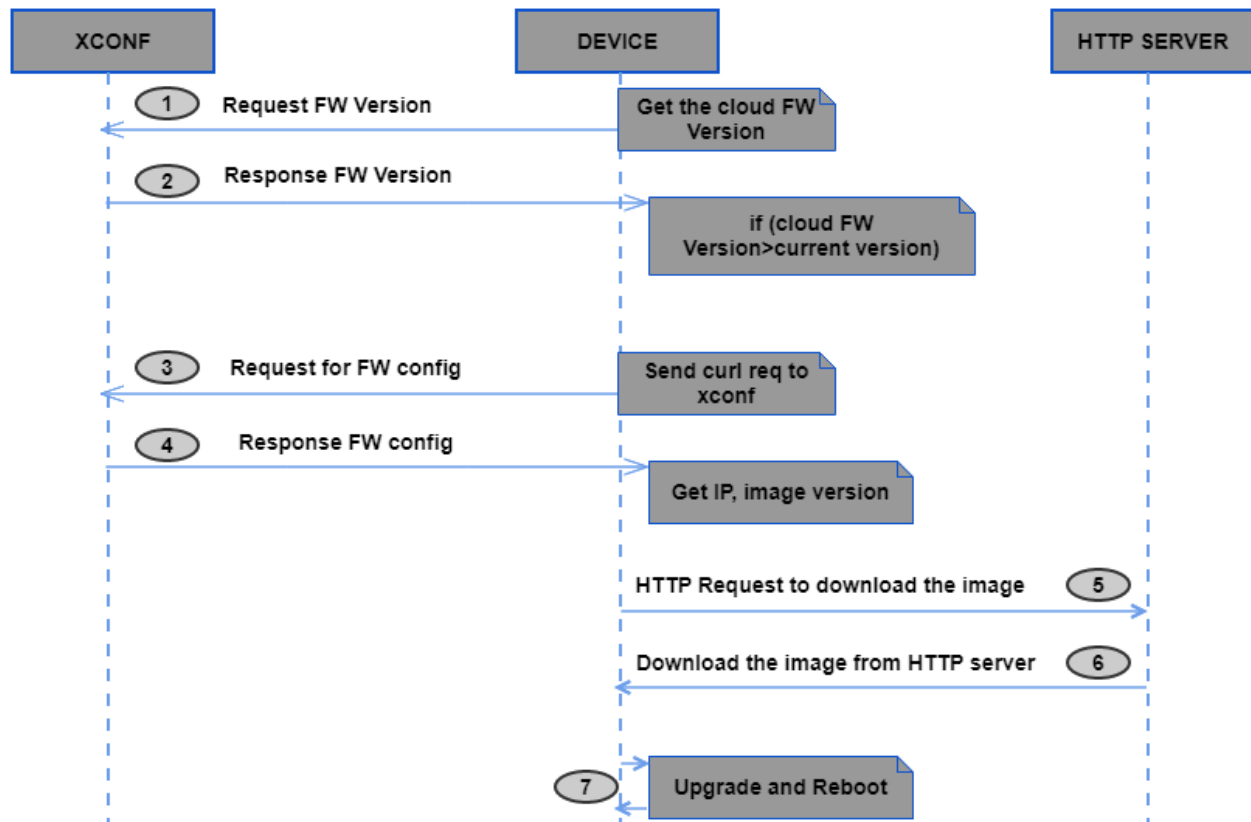 XCONF
DEVICE
HTTP SERVER
1
Request FW Version
Get the cloud FW
Version
2
Response FW Version
if (cloud FW
Version>current version)
3
Request for FW config
Send curl req to
xconf
4
Response FW config
Get IP, image version
HTTP Request to download the image
5
Download the image from HTTP server
6
7
Upgrade and Reboot